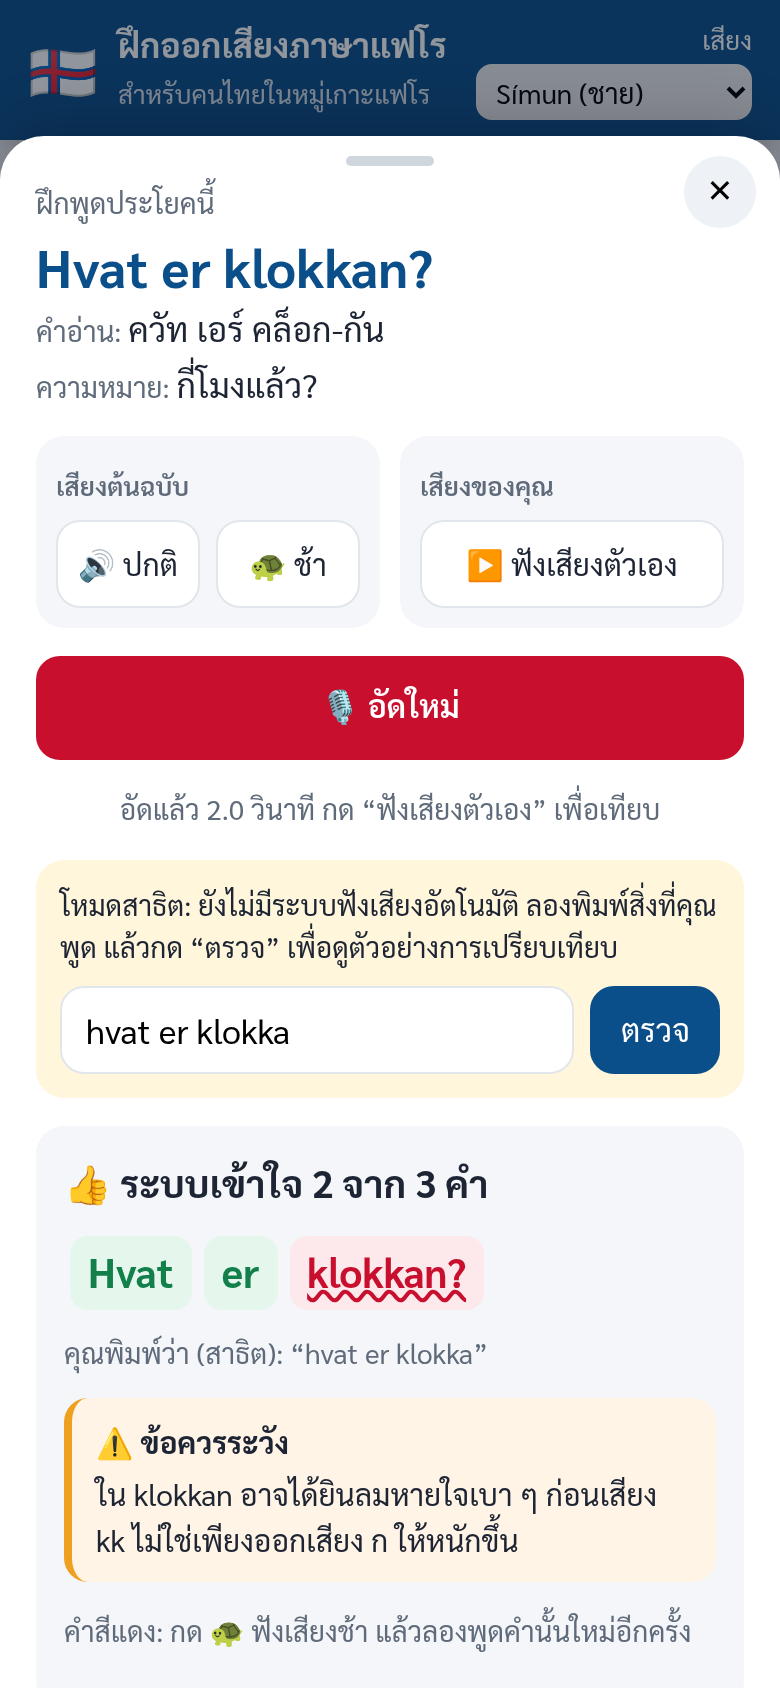 ฝึกออกเสียงภาษาแฟโร
สำหรับคนไทยในหมู่เกาะแฟโร
เสียง
Símun (ชาย)
ฝึกพูดประโยคนี้
✕
Hvat er klokkan?
คำอ่าน: ควัท เอร์ คล็อก-กัน
ความหมาย: กี่โมงแล้ว?
เสียงต้นฉบับ
🔊 ปกติ
🐢 ช้า
เสียงของคุณ
▶️ ฟังเสียงตัวเอง
🎙️ อัดใหม่
อัดแล้ว 2.0 วินาที กด “ฟังเสียงตัวเอง” เพื่อเทียบ
โหมดสาธิต: ยังไม่มีระบบฟังเสียงอัตโนมัติ ลองพิมพ์สิ่งที่คุณ
พูด แล้วกด “ตรวจ” เพื่อดูตัวอย่างการเปรียบเทียบ
hvat er klokka
ตรวจ
👍 ระบบเข้าใจ 2 จาก 3 คำ
Hvat er klokkan?
คุณพิมพ์ว่า (สาธิต): “hvat er klokka”
⚠️ ข้อควรระวัง
ใน klokkan อาจได้ยินลมหายใจเบา ๆ ก่อนเสียง
kk ไม่ใช่เพียงออกเสียง ก ให้หนักขึ้น
คำสีแดง: กด 🐢 ฟังเสียงช้า แล้วลองพูดคำนั้นใหม่อีกครั้ง